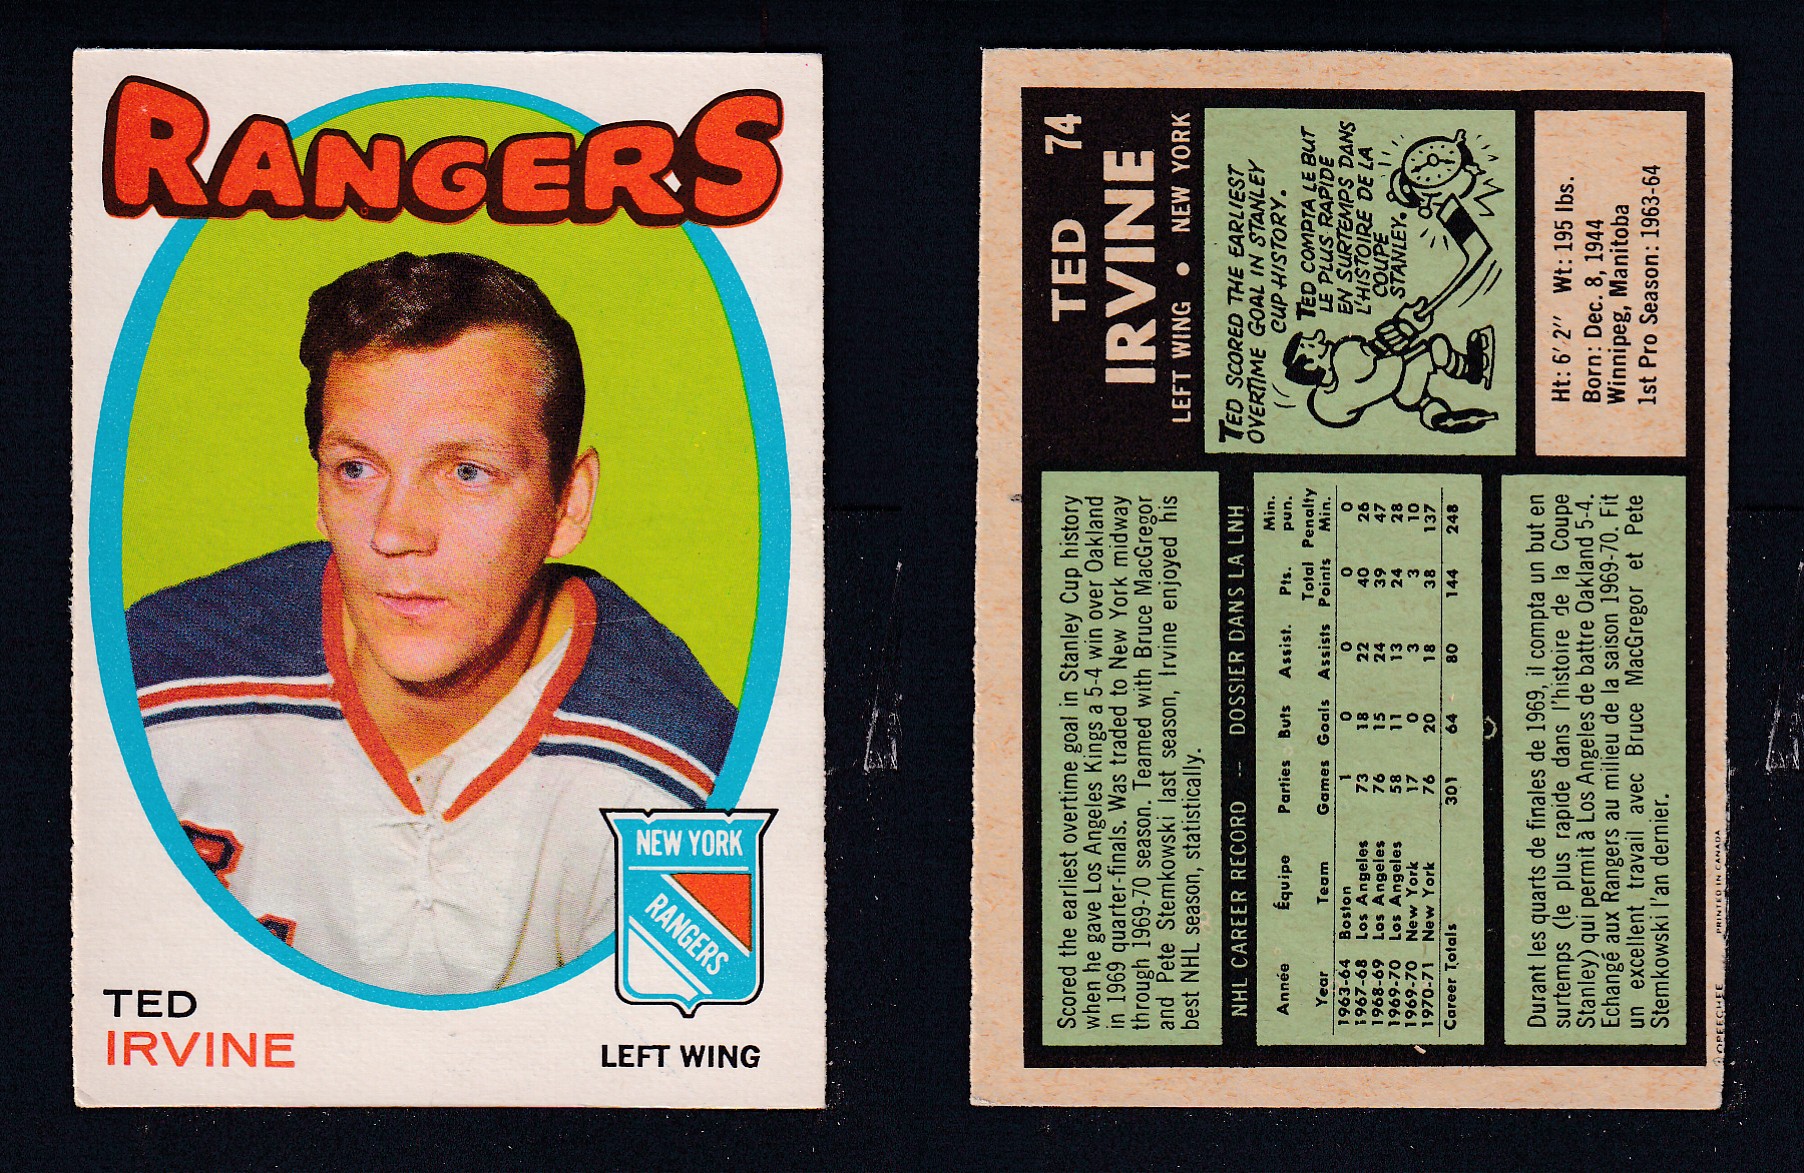 RANGERS
NEW YORK
RANGERS
TED
IRVINE
LEFT WING
74
TED
IRVINE
LEFT WING • NEW YORK
TED SCORED THE EARLIEST
OVERTIME GOAL IN STANLEY
CUP HISTORY.
TED COMPTA LE BUT
LE PLUS RAPIDE
EN SURTEMPS DANS
L'HISTOIRE DE LA
COUPE
STANLEY.
Ht: 6' 2" Wt: 195 lbs.
Born: Dec. 8, 1944
Winnipeg, Manitoba
1st Pro Season: 1963-64
Scored the earliest overtime goal in Stanley Cup history
when he gave Los Angeles Kings a 5-4 win over Oakland
in 1969 quarter-finals. Was traded to New York midway
through 1969-70 season. Teamed with Bruce MacGregor
and Pete Stemkowski last season, Irvine enjoyed his
best NHL season, statistically.
NHL CAREER RECORD -- DOSSIER DANS LA LNH
Année Équipe Parties Buts Assist. Pts. Min.
Total pun.
Penalty
Year Team Games Goals Assists Points Min.
1963-64 Boston 1 0 0 0 0
1967-68 Los Angeles 73 18 22 40 26
1968-69 Los Angeles 76 15 24 39 47
1969-70 Los Angeles 58 11 13 24 28
1969-70 New York 17 0 3 3 10
1970-71 New York 76 20 18 38 137
Career Totals 301 64 80 144 248
Durant les quarts de finales de 1969, il compta un but en
surtemps (le plus rapide dans l'histoire de la Coupe
Stanley) qui permit à Los Angeles de battre Oakland 5-4.
Echangé aux Rangers au milieu de la saison 1969-70. Fit
un excellent travail avec Bruce MacGregor et Pete
Stemkowski l'an dernier.
O PEE CHEE PRINTED IN CANADA